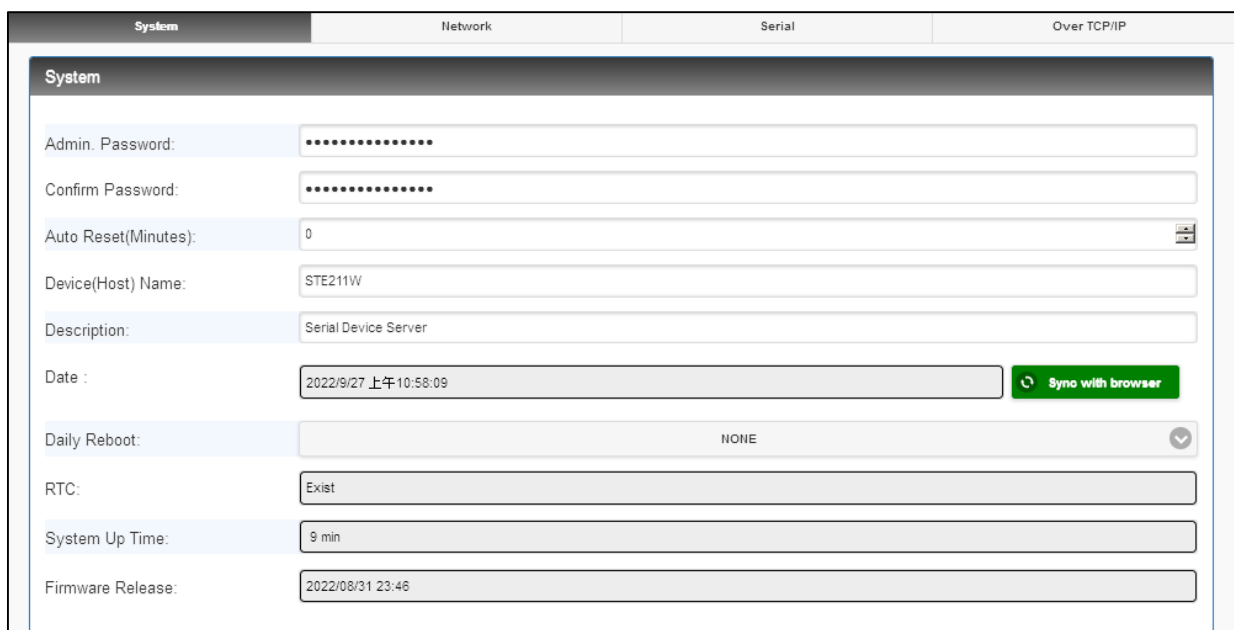 System Network Serial Over TCP/IP
System
Admin. Password: •••••••••••••••
Confirm Password: •••••••••••••••
Auto Reset(Minutes): 0
Device(Host) Name: STE211W
Description: Serial Device Server
Date : 2022/9/27 上午10:58:09 Sync with browser
Daily Reboot: NONE
RTC: Exist
System Up Time: 9 min
Firmware Release: 2022/08/31 23:46